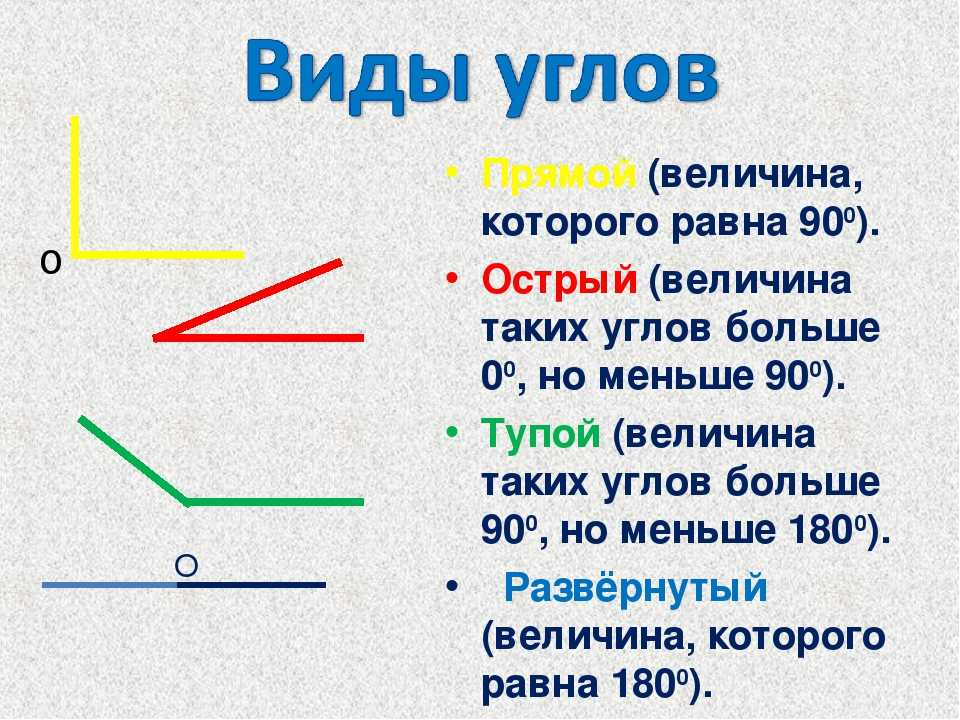 Виды углов
о
О
• Прямой (величина,
которого равна 90⁰).
• Острый (величина
таких углов больше
0⁰, но меньше 90⁰).
• Тупой (величина
таких углов больше
90⁰, но меньше 180⁰).
• Развёрнутый
(величина, которого
равна 180⁰).